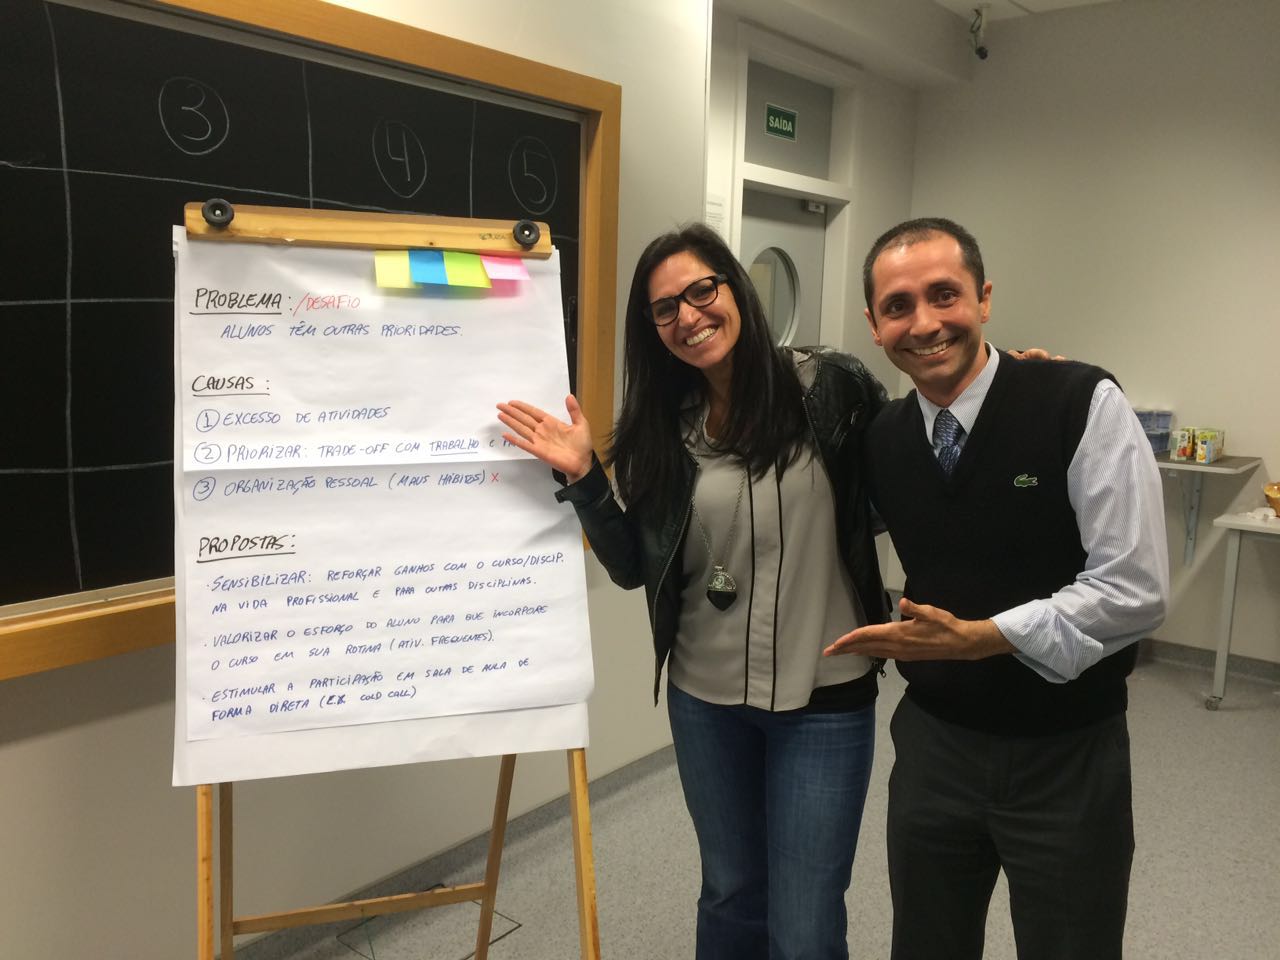 3
4
5
SAÍDA
PROBLEMA: /DESAFIO
ALUNOS TÊM OUTRAS PRIORIDADES.
CAUSAS:
1 EXCESSO DE ATIVIDADES
2 PRIORIZAR: TRADE-OFF COM TRABALHO E
3 ORGANIZAÇÃO PESSOAL (MAUS HÁBITOS) X
PROPOSTAS:
· SENSIBILIZAR: REFORÇAR GANHOS COM O CURSO/DISCIP.
NA VIDA PROFISSIONAL E PARA OUTRAS DISCIPLINAS.
· VALORIZAR O ESFORÇO DO ALUNO PARA QUE INCORPORE
O CURSO EM SUA ROTINA (ATIV. FREQUENTES).
· ESTIMULAR A PARTICIPAÇÃO EM SALA DE AULA DE
FORMA DIRETA (EX. COLD CALL)